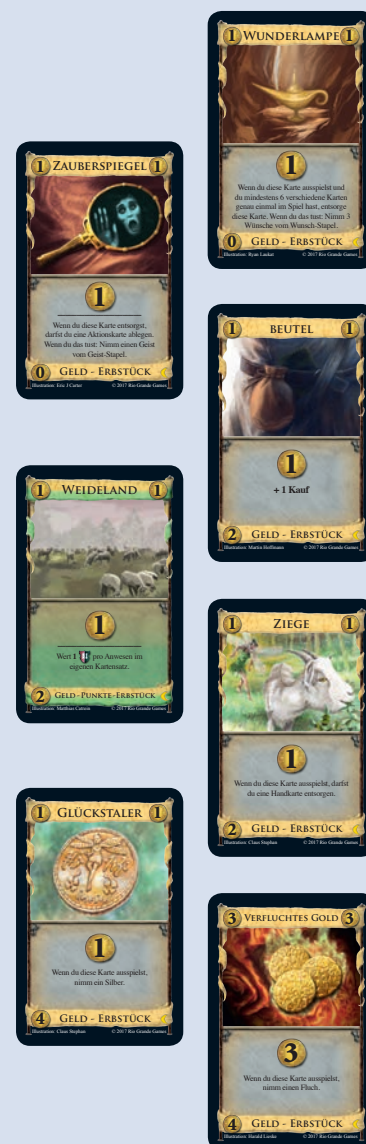 1 ZAUBERSPIEGEL 1
1
Wenn du diese Karte entsorgst,
darfst du eine Aktionskarte ablegen.
Wenn du das tust: Nimm einen Geist
vom Geist-Stapel.
0 GELD - ERBSTÜCK
Illustration: Eric J Carter © 2017 Rio Grande Games
1 WEIDELAND 1
1
Wert 1 pro Anwesen im
eigenen Kartensatz.
2 GELD-PUNKTE-ERBSTÜCK
Illustration: Matthias Catrein © 2017 Rio Grande Games
1 GLÜCKSTALER 1
1
Wenn du diese Karte ausspielst,
nimm ein Silber.
4 GELD - ERBSTÜCK
Illustration: Claus Stephan © 2017 Rio Grande Games
1 WUNDERLAMPE 1
1
Wenn du diese Karte ausspielst und
du mindestens 6 verschiedene Karten
genau einmal im Spiel hast, entsorge
diese Karte. Wenn du das tust: Nimm 3
Wünsche vom Wunsch-Stapel.
0 GELD - ERBSTÜCK
Illustration: Ryan Laukat © 2017 Rio Grande Games
1 BEUTEL 1
1
+ 1 Kauf
2 GELD - ERBSTÜCK
Illustration: Martin Hoffmann © 2017 Rio Grande Games
1 ZIEGE 1
1
Wenn du diese Karte ausspielst, darfst
du eine Handkarte entsorgen.
2 GELD - ERBSTÜCK
Illustration: Claus Stephan © 2017 Rio Grande Games
3 VERFLUCHTES GOLD 3
3
Wenn du diese Karte ausspielst,
nimm einen Fluch.
4 GELD - ERBSTÜCK
Illustration: Harald Lieske © 2017 Rio Grande Games